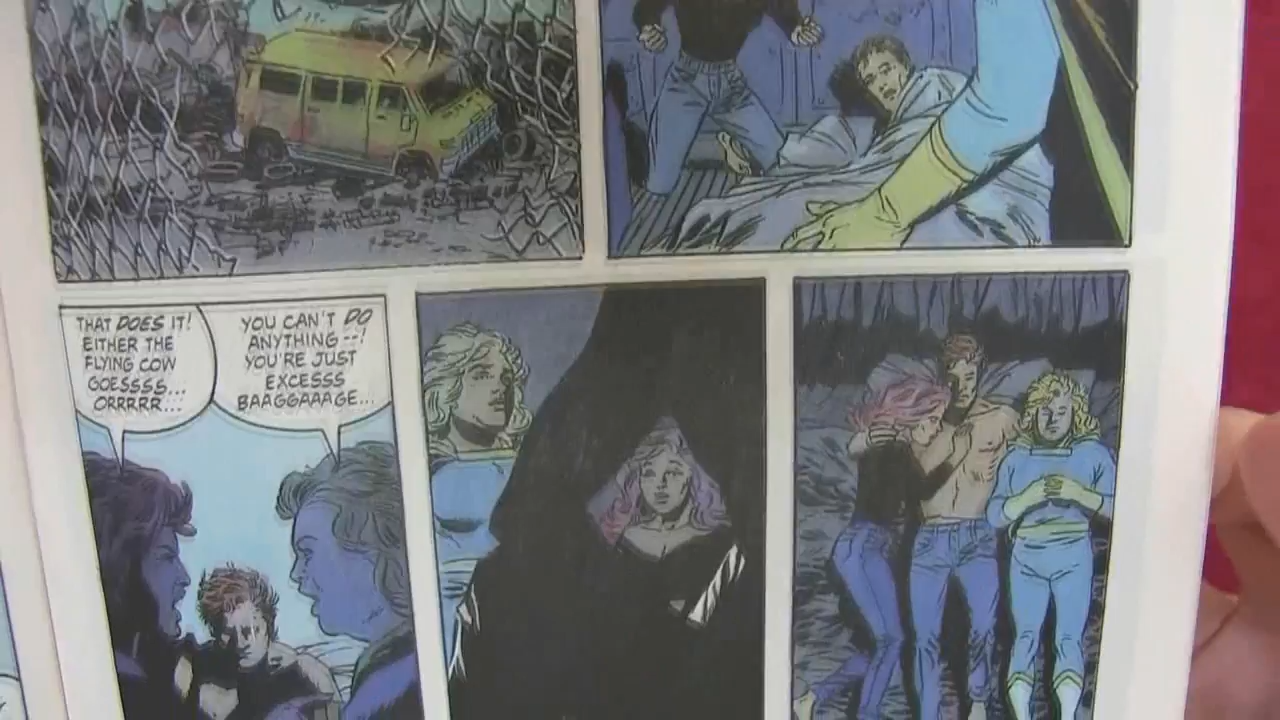 THAT DOES IT!
EITHER THE
FLYING COW
GOESSSS...
ORRRRR...
YOU CAN'T DO
ANYTHING--!
YOU'RE JUST
EXCESSS
BAAGGAAAGE...